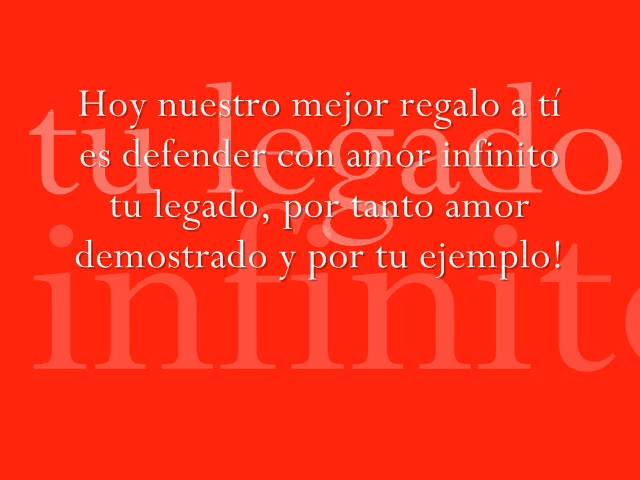 Hoy nuestro mejor regalo a tí
es defender con amor infinito
tu legado, por tanto amor
demostrado y por tu ejemplo!
tu legado
infinito